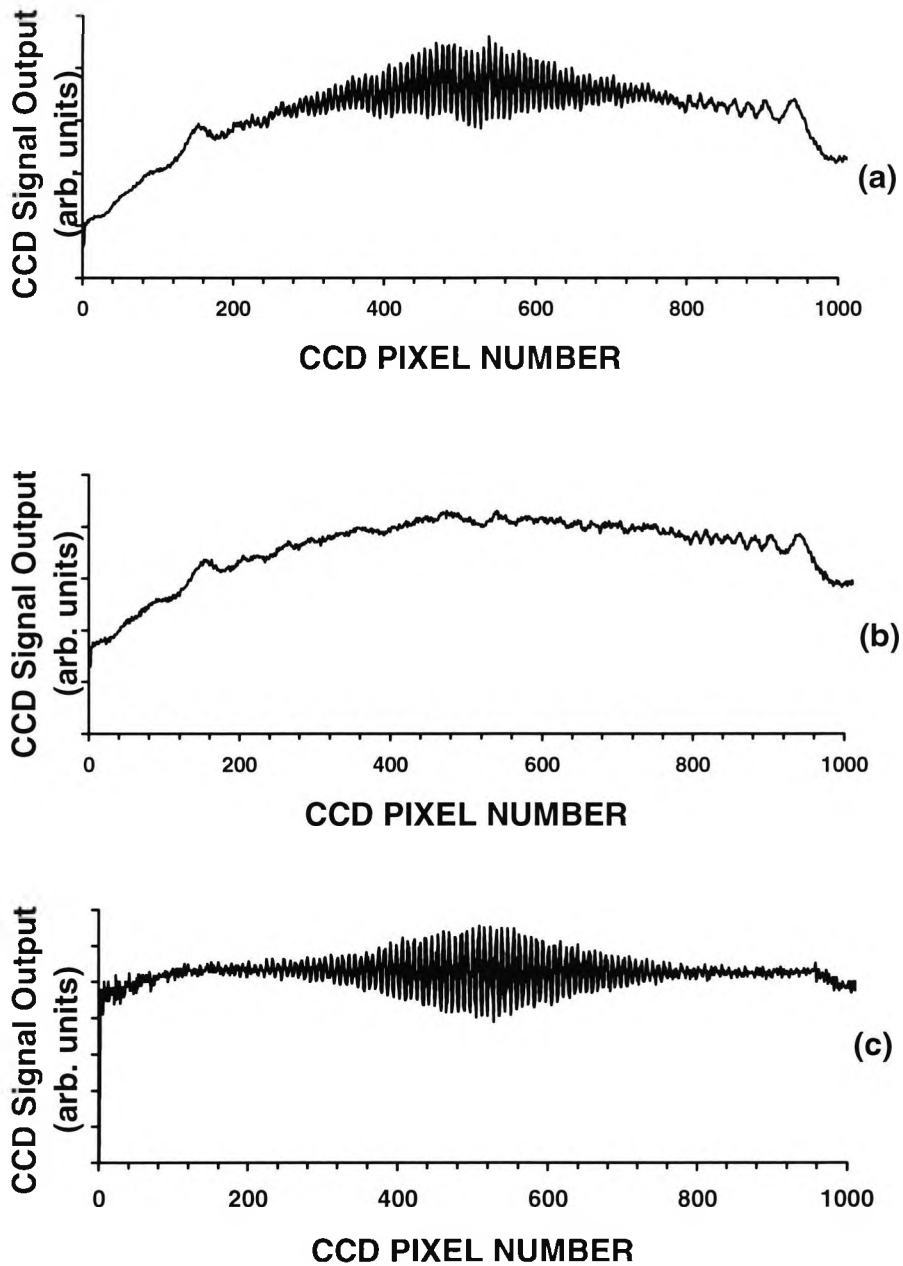 CCD Signal Output
(arb, units)
0 200 400 600 800 1000
CCD PIXEL NUMBER
(a)
CCD Signal Output
(arb. units)
0 200 400 600 800 1000
CCD PIXEL NUMBER
(b)
CCD Signal Output
(arb. units)
0 200 400 600 800 1000
CCD PIXEL NUMBER
(c)